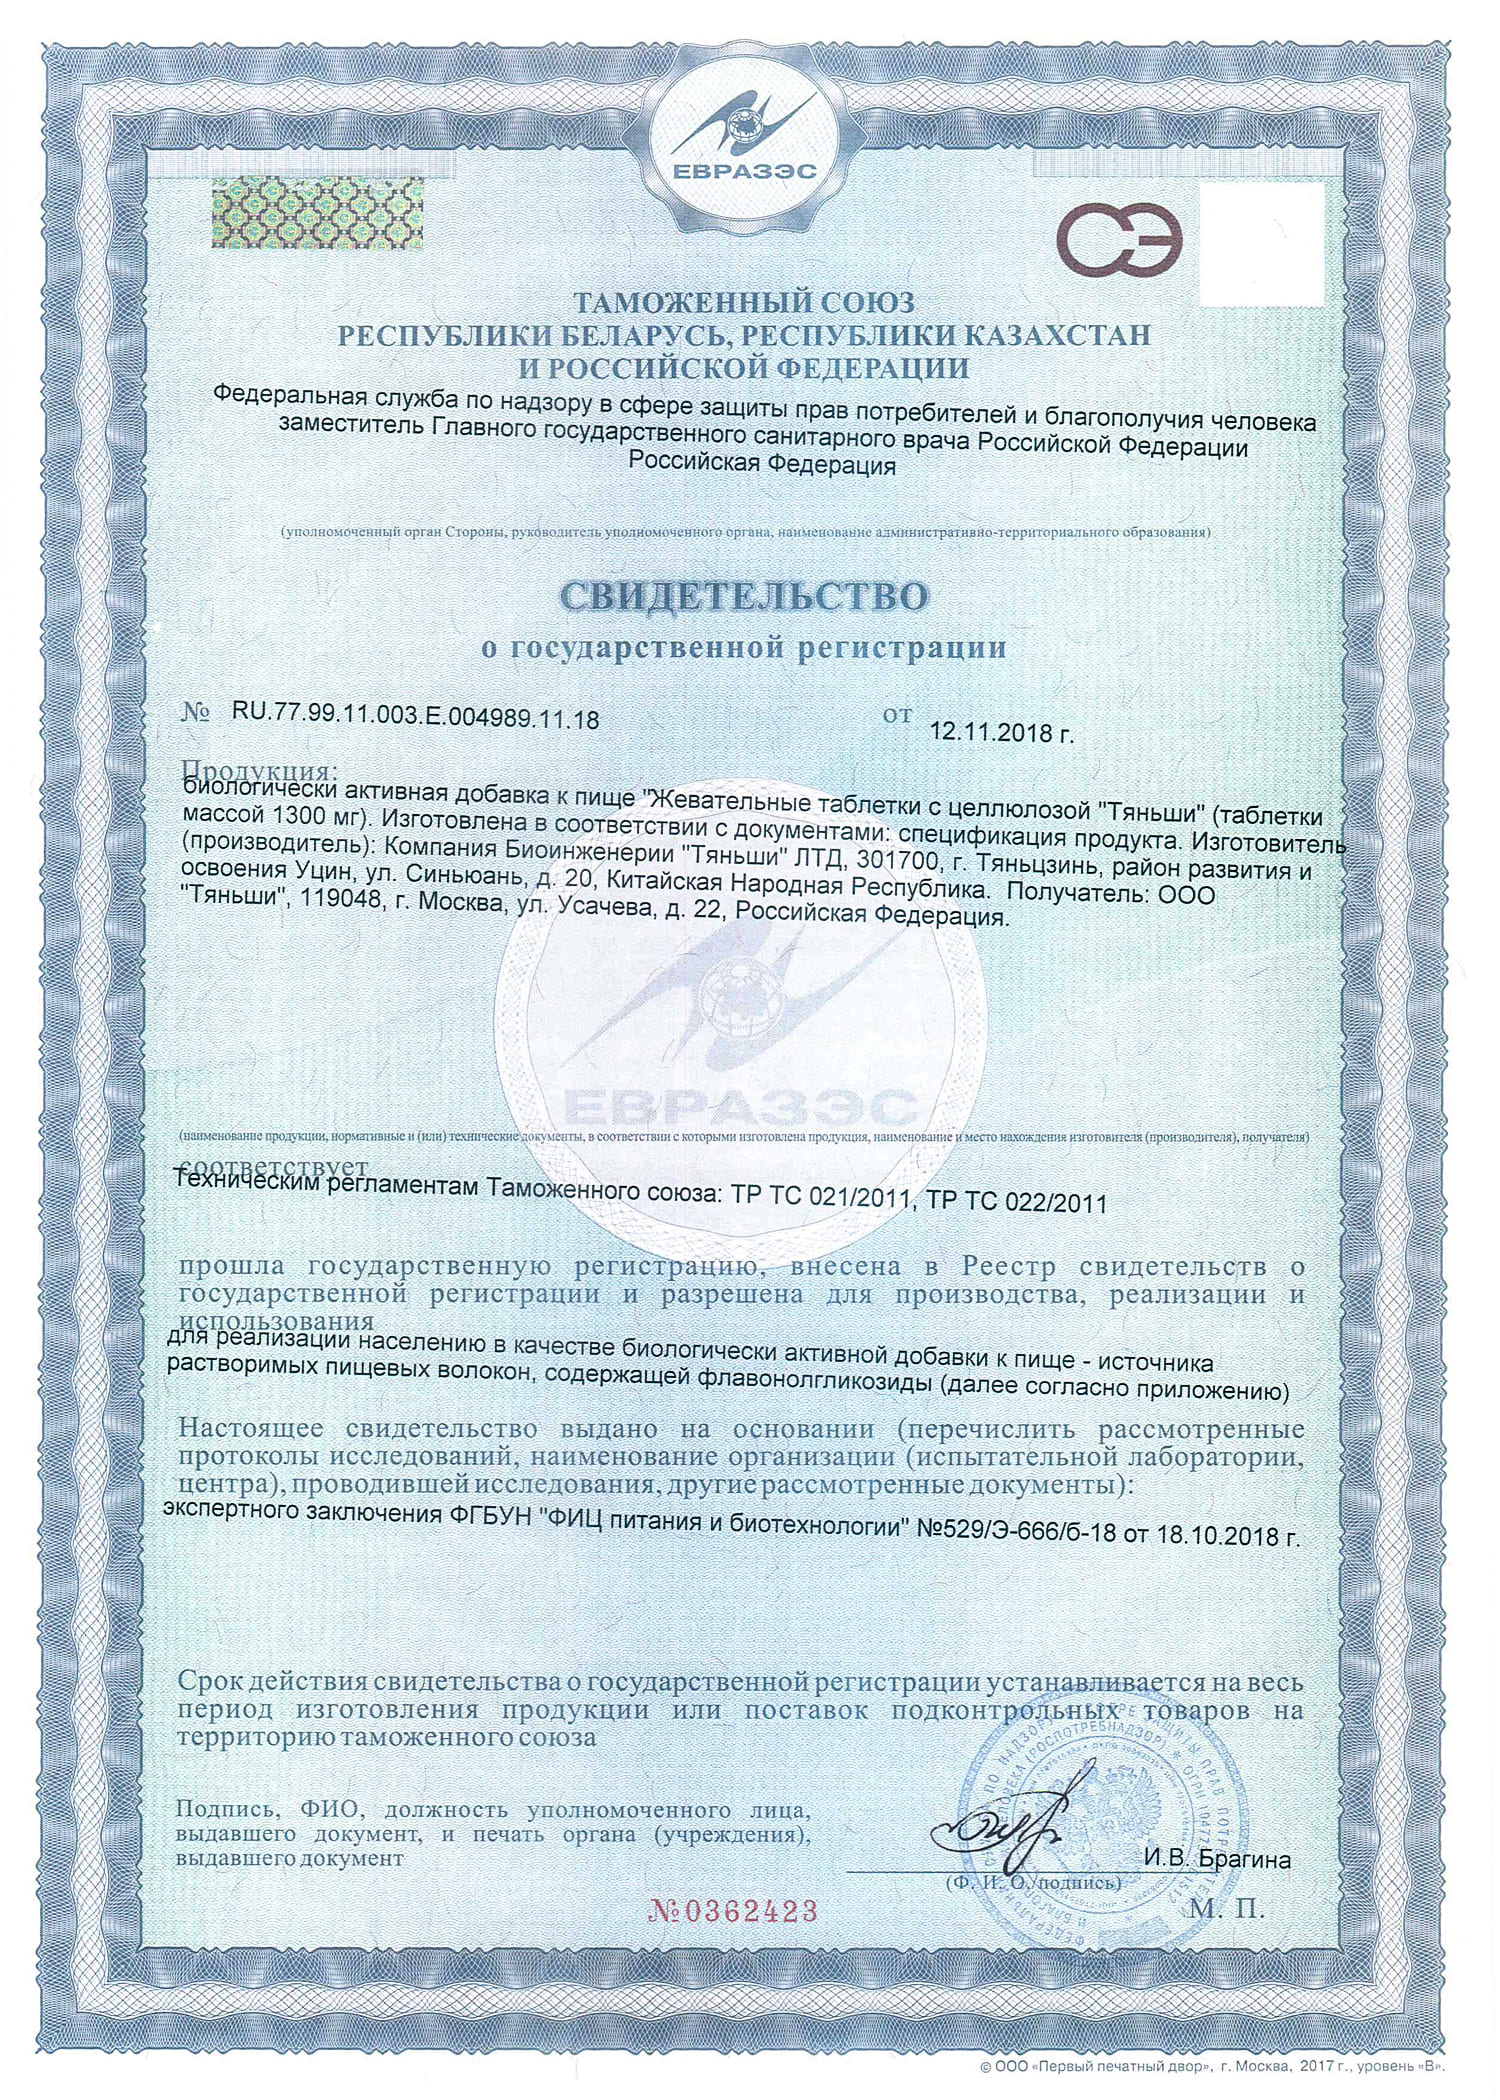 ЕВРАЗЭС
СЭ
ТАМОЖЕННЫЙ СОЮЗ
РЕСПУБЛИКИ БЕЛАРУСЬ, РЕСПУБЛИКИ КАЗАХСТАН
И РОССИЙСКОЙ ФЕДЕРАЦИИ
Федеральная служба по надзору в сфере защиты прав потребителей и благополучия человека
заместитель Главного государственного санитарного врача Российской Федерации
Российская Федерация
(уполномоченный орган Стороны, руководитель уполномоченного органа, наименование административно-территориального образования)
СВИДЕТЕЛЬСТВО
о государственной регистрации
№ RU.77.99.11.003.Е.004989.11.18 от 12.11.2018 г.
Продукция:
биологически активная добавка к пище "Жевательные таблетки с целлюлозой "Тяньши" (таблетки
массой 1300 мг). Изготовлена в соответствии с документами: спецификация продукта. Изготовитель
(производитель): Компания Биоинженерии "Тяньши" ЛТД, 301700, г. Тяньцзинь, район развития и
освоения Уцин, ул. Синьюань, д. 20, Китайская Народная Республика. Получатель: ООО
"Тяньши", 119048, г. Москва, ул. Усачева, д. 22, Российская Федерация.
ЕВРАЗЭС
(наименование продукции, нормативные и (или) технические документы, в соответствии с которыми изготовлена продукция, наименование и место нахождения изготовителя (производителя), получателя)
соответствует
Техническим регламентам Таможенного союза: ТР ТС 021/2011, ТР ТС 022/2011
прошла государственную регистрацию, внесена в Реестр свидетельств о
государственной регистрации и разрешена для производства, реализации и
использования
для реализации населению в качестве биологически активной добавки к пище - источника
растворимых пищевых волокон, содержащей флавонолгликозиды (далее согласно приложению)
Настоящее свидетельство выдано на основании (перечислить рассмотренные
протоколы исследований, наименование организации (испытательной лаборатории,
центра), проводившей исследования, другие рассмотренные документы):
экспертного заключения ФГБУН "ФИЦ питания и биотехнологии" №529/Э-666/б-18 от 18.10.2018 г.
Срок действия свидетельства о государственной регистрации устанавливается на весь
период изготовления продукции или поставок подконтрольных товаров на
территорию таможенного союза
Подпись, ФИО, должность уполномоченного лица,
выдавшего документ, и печать органа (учреждения),
выдавшего документ
И.В. Брагина
(Ф. И. О./подпись)
№0362423
М. П.
© ООО «Первый печатный двор», г. Москва, 2017 г., уровень «В».